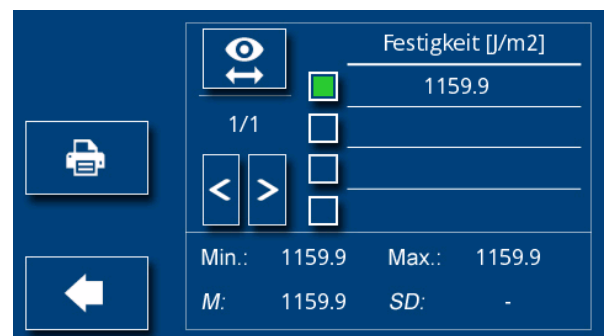 Festigkeit [J/m2]
1159.9
1/1
< >
Min.: 1159.9 Max.: 1159.9
M: 1159.9 SD: -